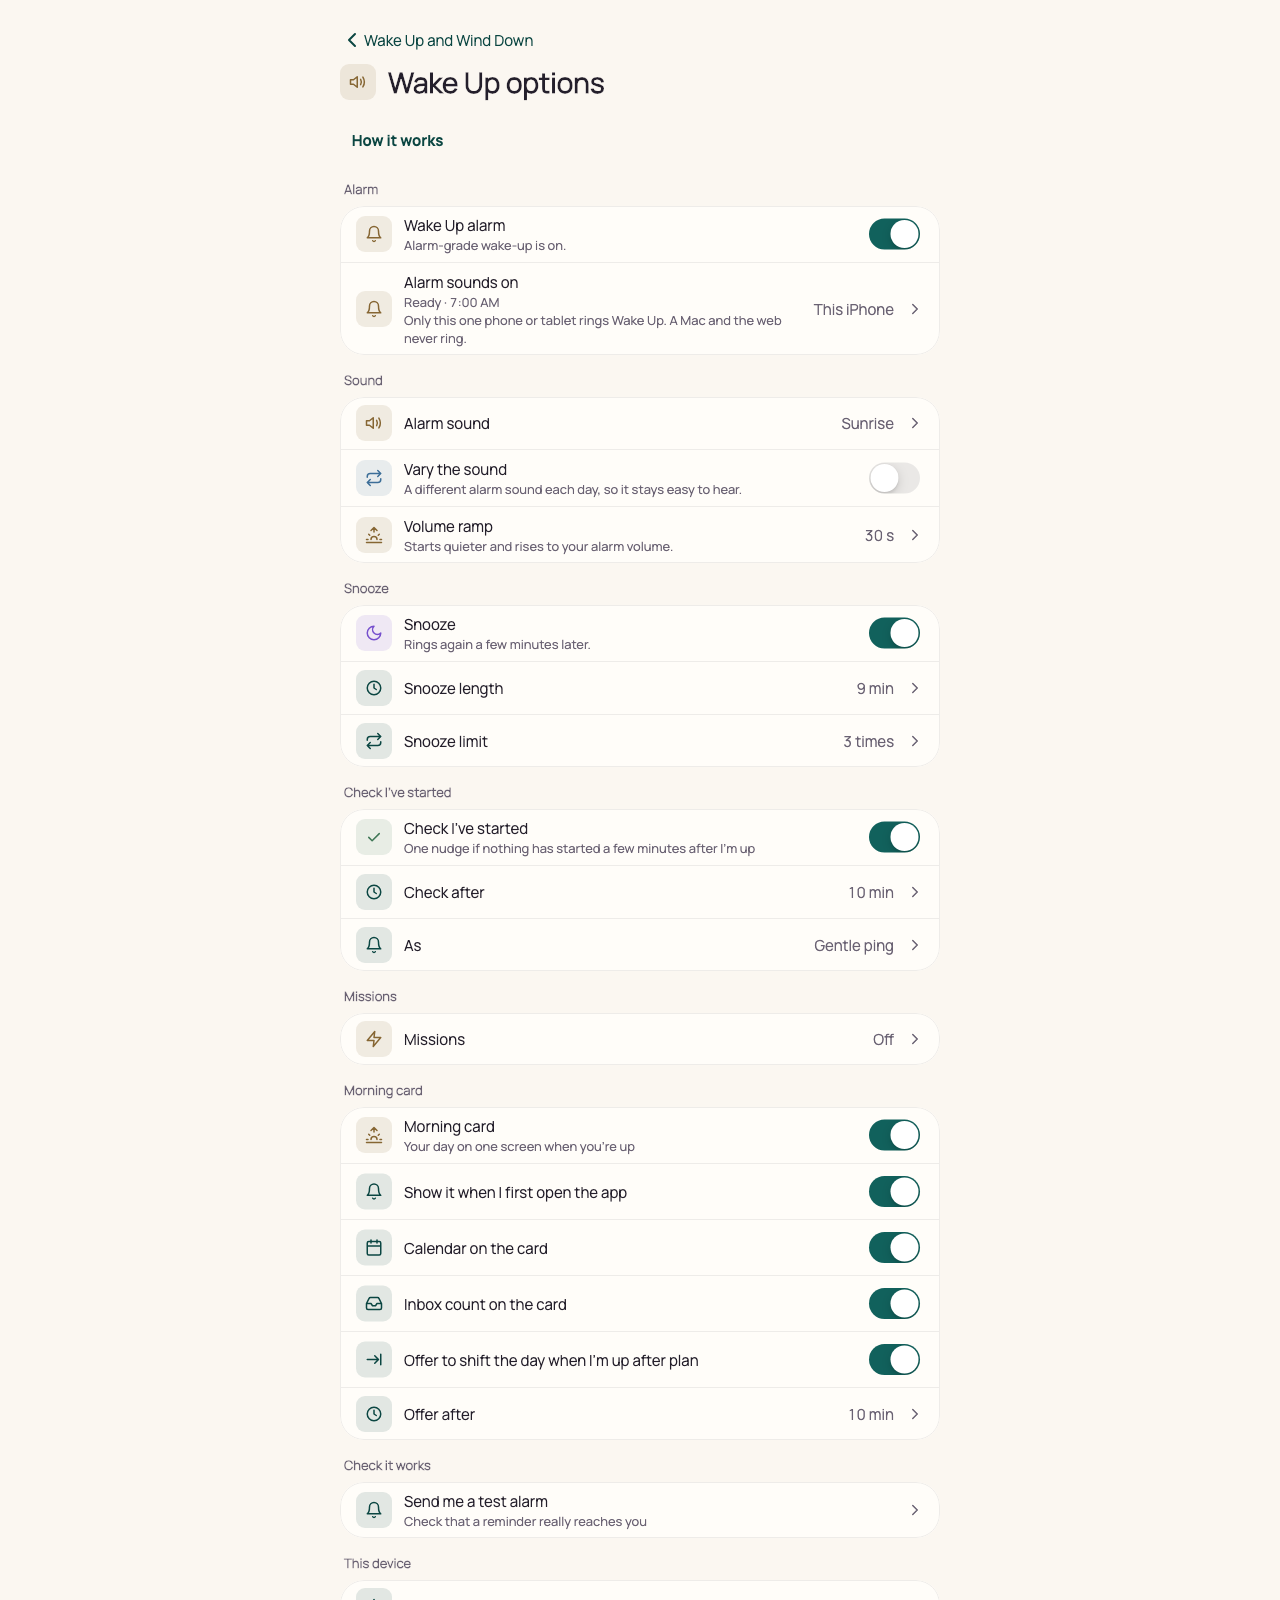 Wake Up and Wind Down
Wake Up options
How it works
Alarm
Wake Up alarm
Alarm-grade wake-up is on.
Alarm sounds on
Ready · 7:00 AM
Only this one phone or tablet rings Wake Up. A Mac and the web
never ring.
This iPhone
Sound
Alarm sound
Sunrise
Vary the sound
A different alarm sound each day, so it stays easy to hear.
Volume ramp
Starts quieter and rises to your alarm volume.
30 s
Snooze
Snooze
Rings again a few minutes later.
Snooze length
9 min
Snooze limit
3 times
Check I've started
Check I've started
One nudge if nothing has started a few minutes after I'm up
Check after
10 min
As
Gentle ping
Missions
Missions
Off
Morning card
Morning card
Your day on one screen when you're up
Show it when I first open the app
Calendar on the card
Inbox count on the card
Offer to shift the day when I'm up after plan
Offer after
10 min
Check it works
Send me a test alarm
Check that a reminder really reaches you
This device